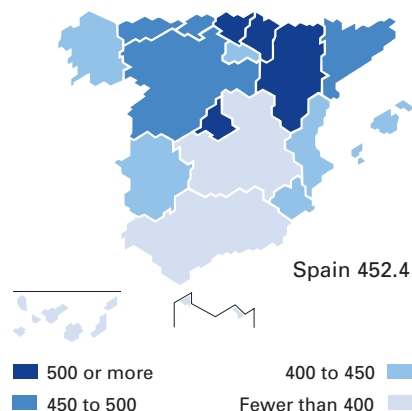 Spain 452.4
500 or more
400 to 450
450 to 500
Fewer than 400